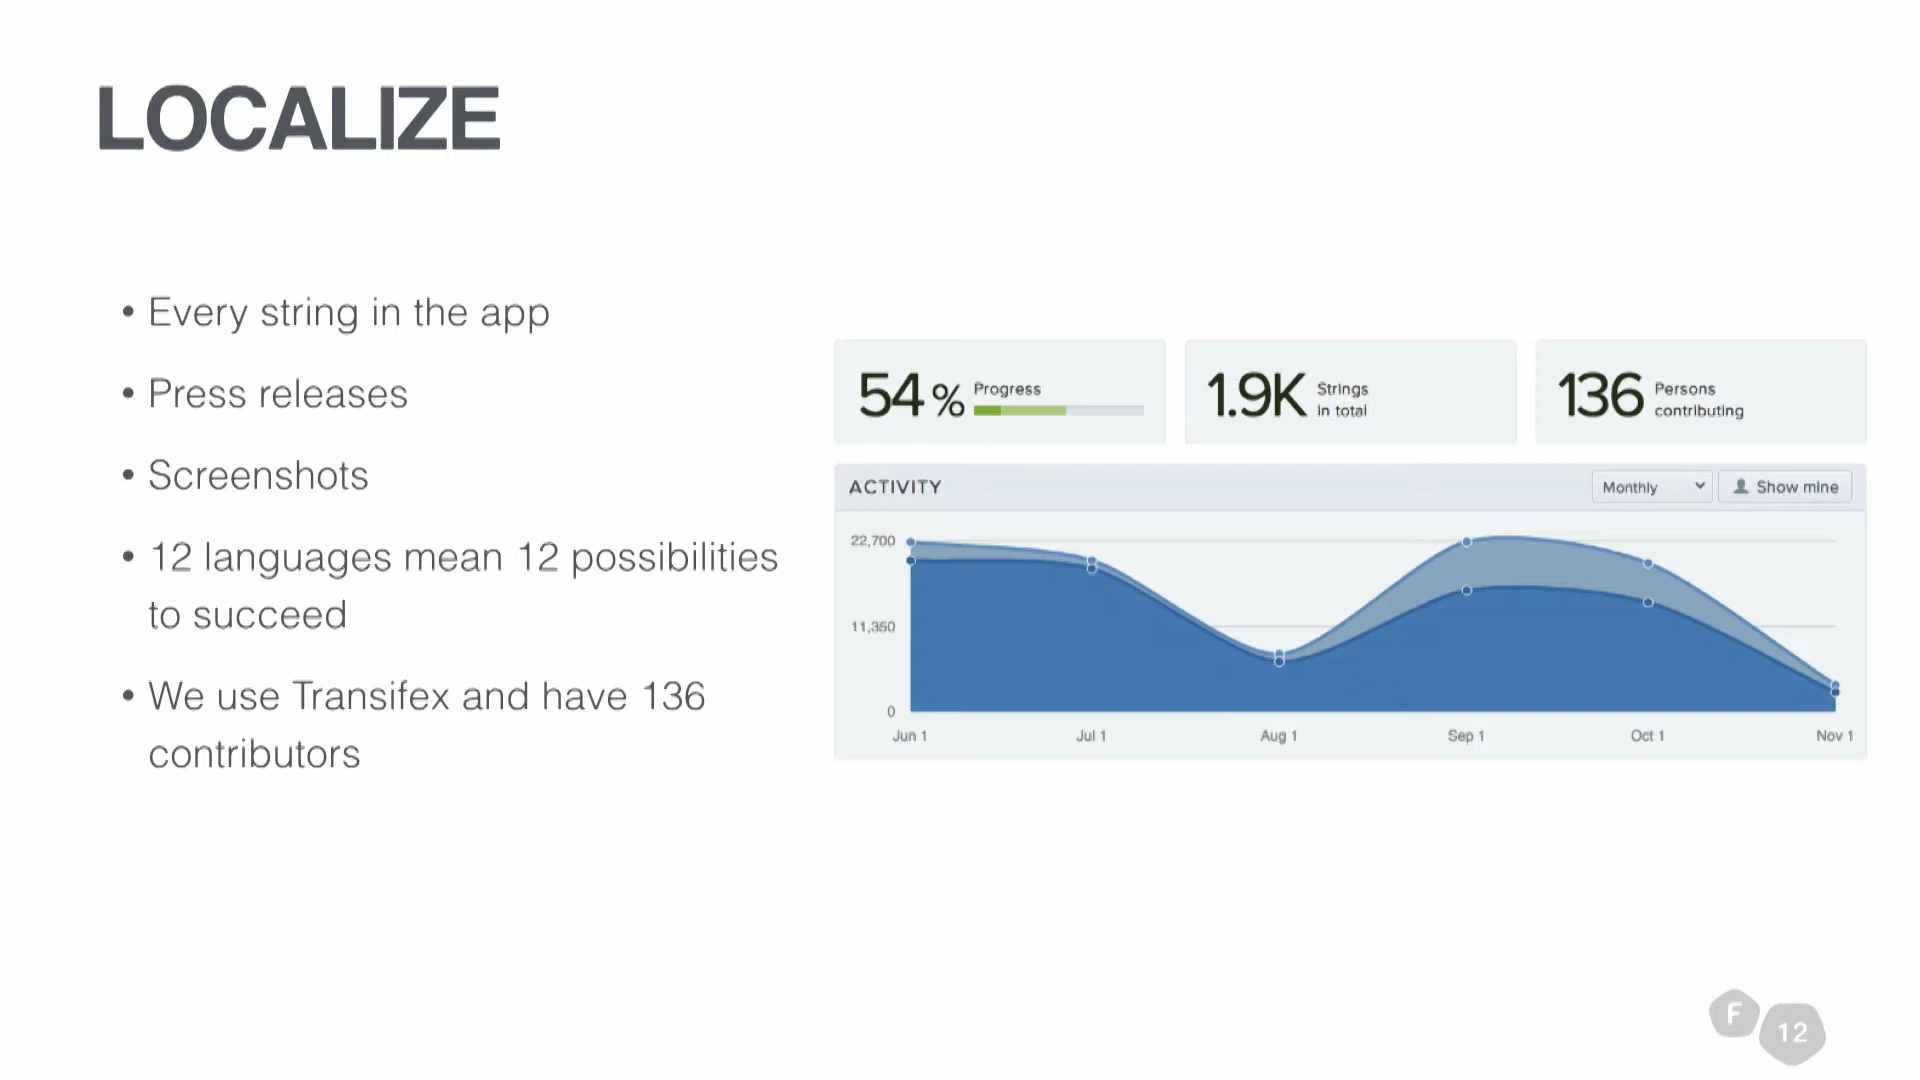 LOCALIZE
• Every string in the app
• Press releases
• Screenshots
• 12 languages mean 12 possibilities
to succeed
• We use Transifex and have 136
contributors
54 % Progress
1.9K Strings
in total
136 Persons
contributing
ACTIVITY
Monthly
Show mine
22,700
11,350
0
Jun 1 Jul 1 Aug 1 Sep 1 Oct 1 Nov 1
F
12